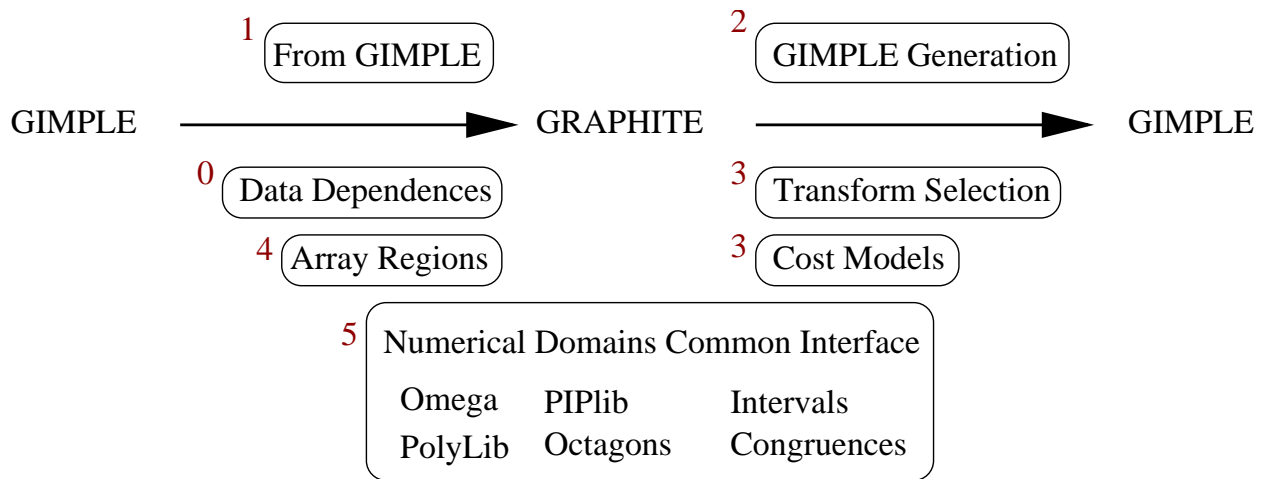 1 From GIMPLE
2 GIMPLE Generation
GIMPLE GRAPHITE GIMPLE
0 Data Dependences
3 Transform Selection
4 Array Regions
3 Cost Models
5 Numerical Domains Common Interface
Omega PIPlib Intervals
PolyLib Octagons Congruences